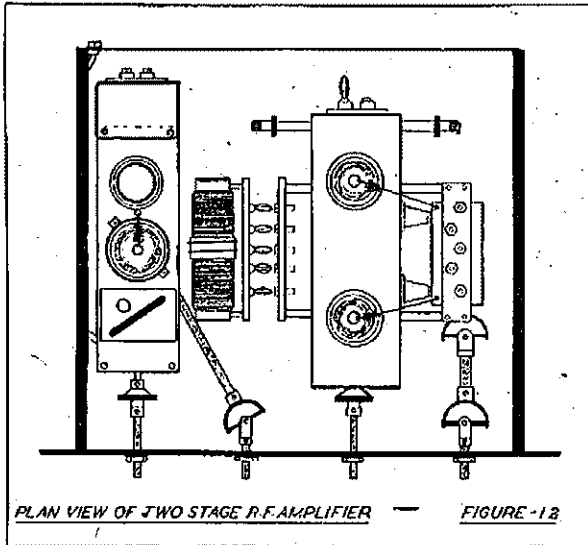 PLAN VIEW OF TWO STAGE R.F. AMPLIFIER — FIGURE-12